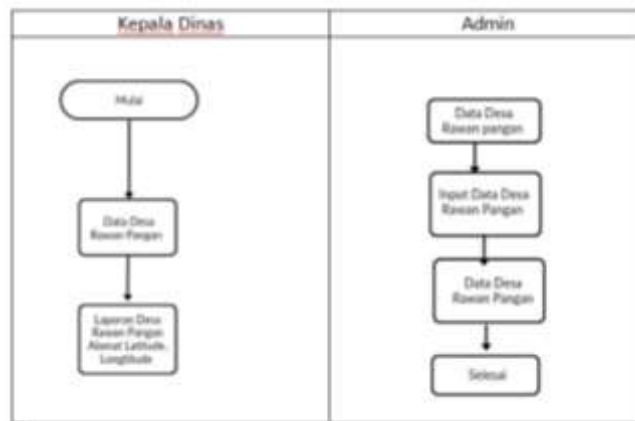 Kepala Dinas
Admin
Mulai
Data Desa
Rawan Pangan
Laporan Desa
Rawan Pangan
Alamat Latitude,
Longtitude
Data Desa
Rawan pangan
Input Data Desa
Rawan Pangan
Data Desa
Rawan Pangan
Selesai